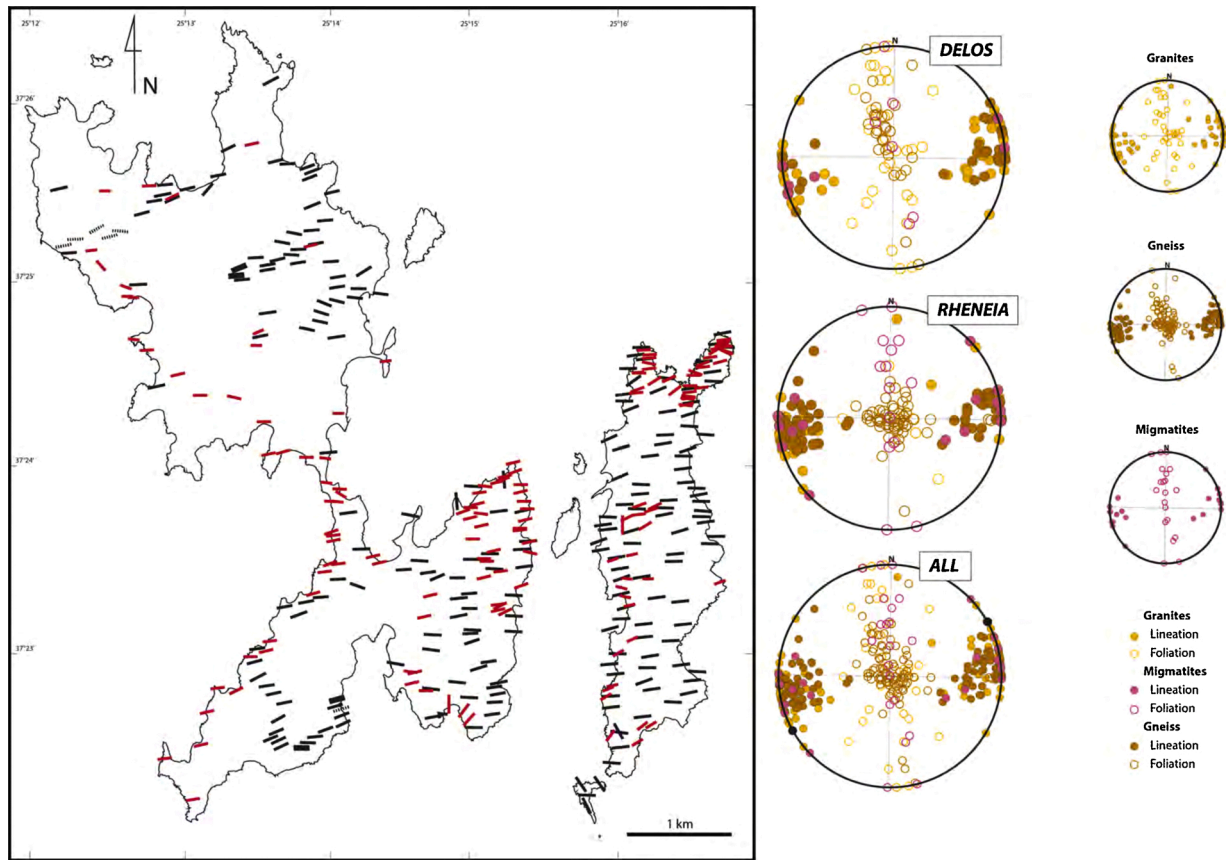 25°12'
25°13'
25°14'
25°15'
25°16'
37°26'
37°25'
37°24'
37°23'
N
1 km
N
DELOS
N
RHENEIA
N
ALL
Granites
N
Gneiss
N
Migmatites
N
Granites
Lineation
Foliation
Migmatites
Lineation
Foliation
Gneiss
Lineation
Foliation